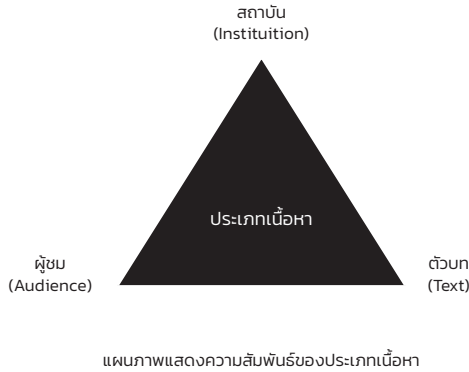 สถาบัน
(Instituition)
ประเภทเนื้อหา
ผู้ชม
(Audience)
ตัวบท
(Text)
แผนภาพแสดงความสัมพันธ์ของประเภทเนื้อหา